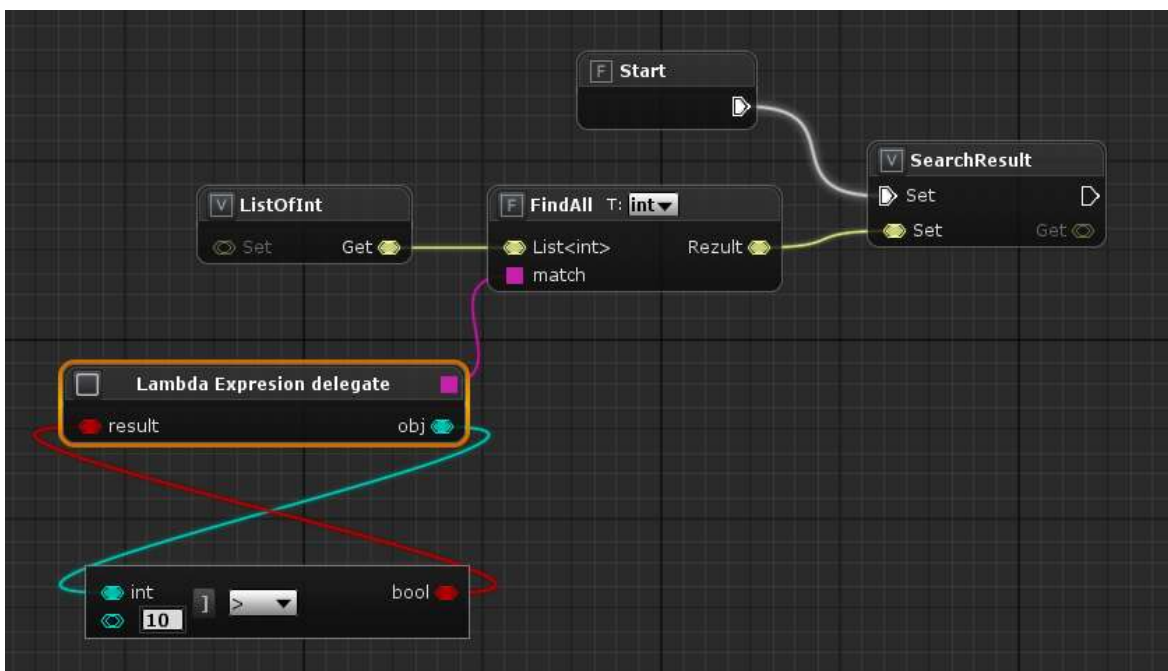 F Start
V SearchResult
Set
Set Get
V ListOfInt
Set Get
F FindAll T: int
List<int> Rezult
match
Lambda Expresion delegate
result obj
int ] > bool
10